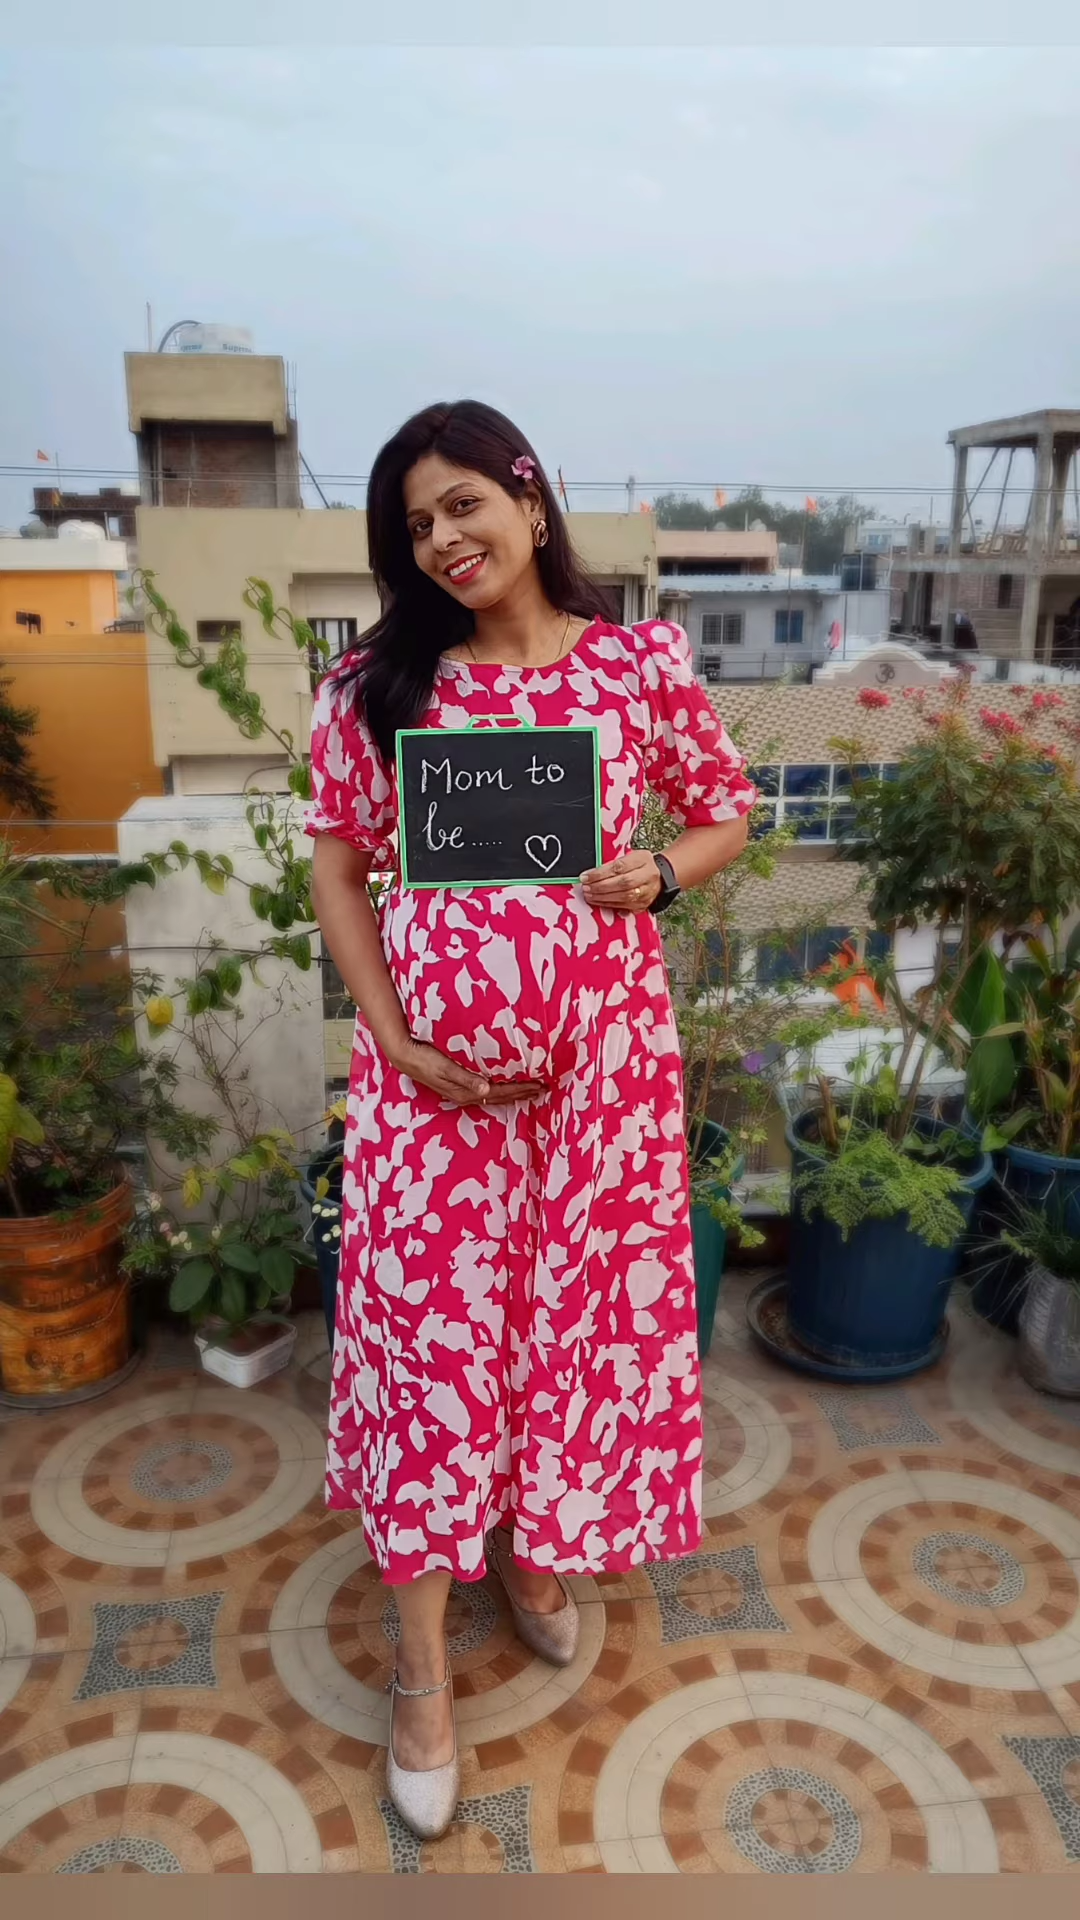 Mom to
be..... ♡
ॐ